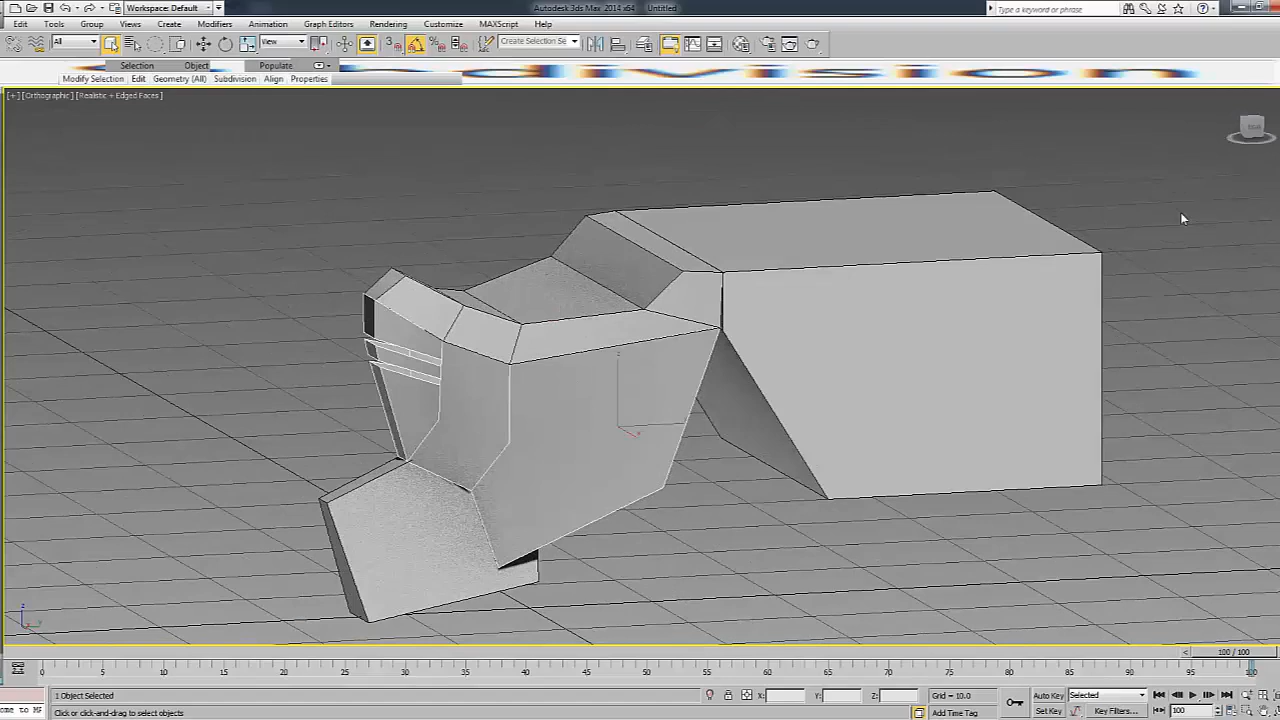 Workspace: Default
Autodesk 3ds Max 2014 x64 Untitled
Type a keyword or phrase
Edit Tools Group Views Create Modifiers Animation Graph Editors Rendering Customize MAXScript Help
All View 3 Create Selection Se
Selection Object Populate
Modify Selection Edit Geometry (All) Subdivision Align Properties
[+] [Orthographic] [Realistic + Edged Faces]
z
z
< 100 / 100
0 5 10 15 20 25 30 35 40 45 50 55 60 65 70 75 80 85 90 95 100
1 Object Selected X: Y: Z: Grid = 10.0 Auto Key Selected
ome to MF Click or click-and-drag to select objects Add Time Tag Set Key Key Filters... 100